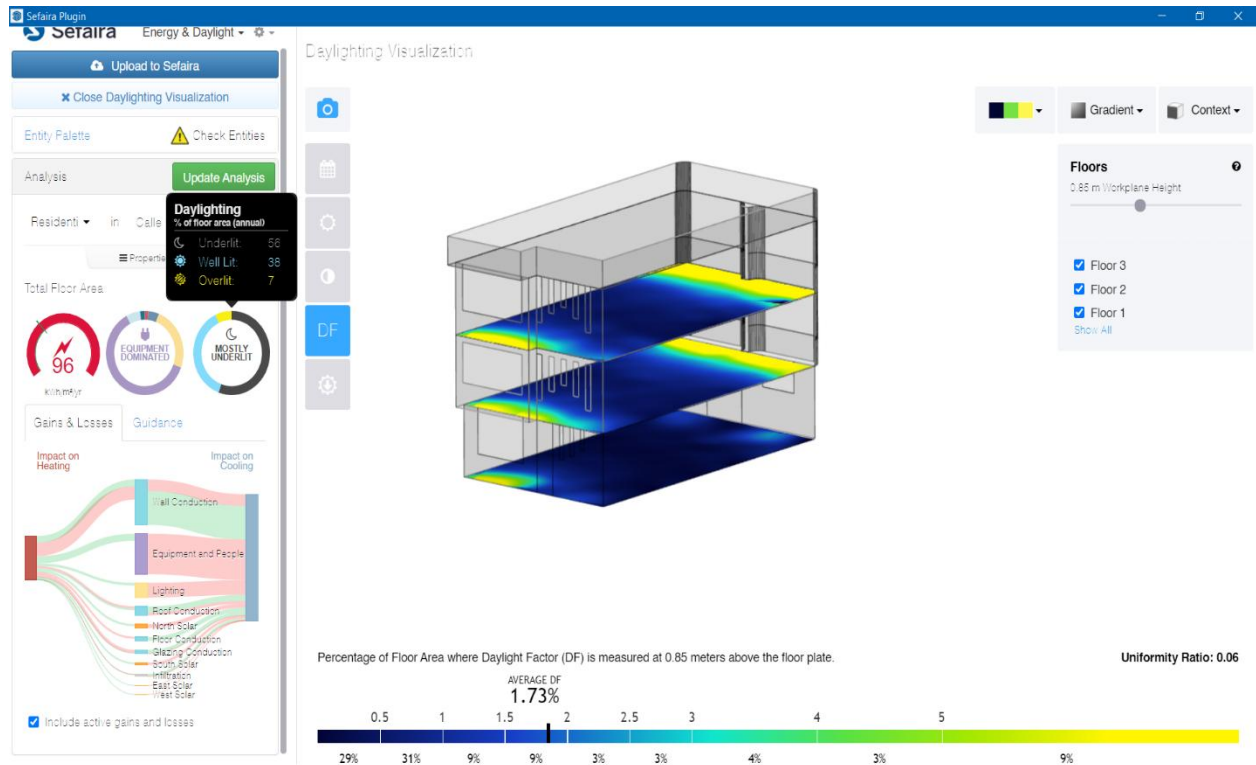 Sefaira Plugin
Sefaira
Energy & Daylight
Upload to Sefaira
Close Daylighting Visualization
Entity Palette
Check Entities
Analysis
Update Analysis
Residenti
in
Calle
Daylighting
% of floor area (annual)
Underlit: 56
Well Lit: 38
Overlit: 7
Propertie
Total Floor Area:
96
kWh/m²/yr
EQUIPMENT
DOMINATED
MOSTLY
UNDERLIT
Gains & Losses
Guidance
Impact on
Heating
Impact on
Cooling
Wall Conduction
Equipment and People
Lighting
Roof Conduction
North Solar
Floor Conduction
Glazing Conduction
South Solar
Infiltration
East Solar
West Solar
Include active gains and losses
Daylighting Visualization
DF
Gradient
Context
Floors
0.85 m Workplane Height
Floor 3
Floor 2
Floor 1
Show All
Percentage of Floor Area where Daylight Factor (DF) is measured at 0.85 meters above the floor plate.
Uniformity Ratio: 0.06
AVERAGE DF
1.73%
0.5 1 1.5 2 2.5 3 4 5
29% 31% 9% 9% 3% 3% 4% 3% 9%